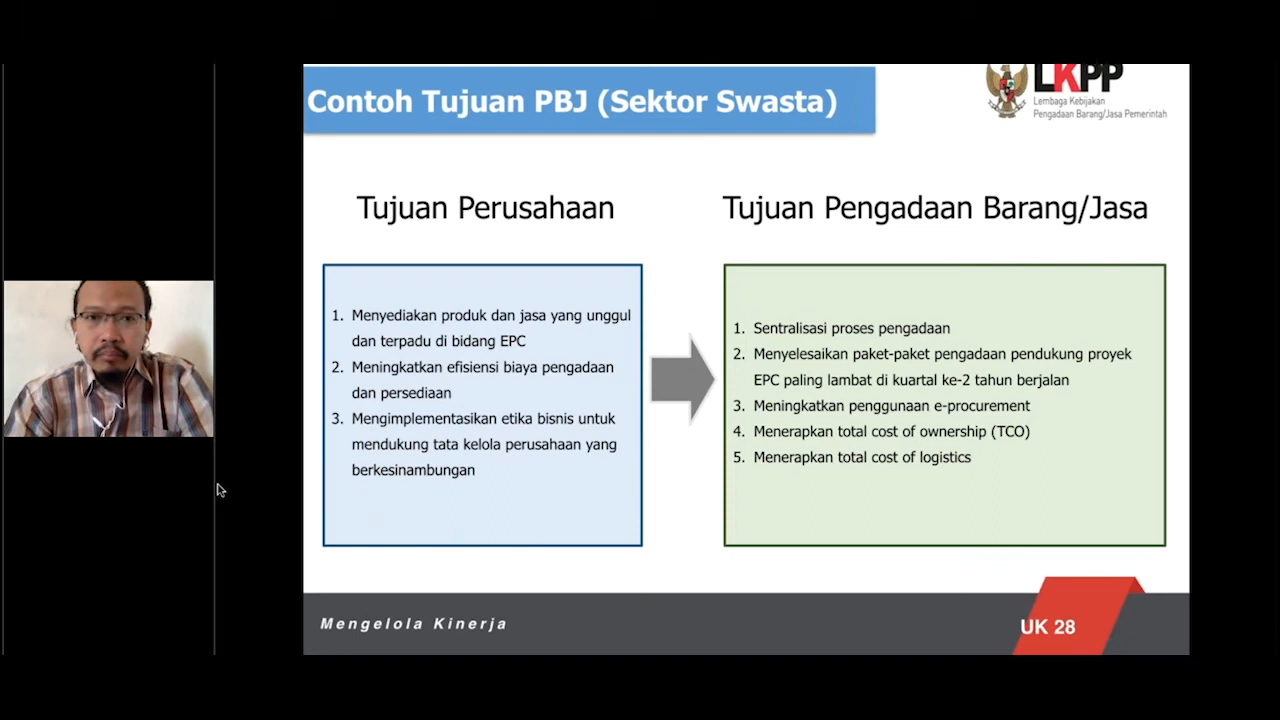 Contoh Tujuan PBJ (Sektor Swasta)
LKPP
Lembaga Kebijakan
Pengadaan Barang/Jasa Pemerintah
Tujuan Perusahaan
1. Menyediakan produk dan jasa yang unggul
dan terpadu di bidang EPC
2. Meningkatkan efisiensi biaya pengadaan
dan persediaan
3. Mengimplementasikan etika bisnis untuk
mendukung tata kelola perusahaan yang
berkesinambungan
Tujuan Pengadaan Barang/Jasa
1. Sentralisasi proses pengadaan
2. Menyelesaikan paket-paket pengadaan pendukung proyek
EPC paling lambat di kuartal ke-2 tahun berjalan
3. Meningkatkan penggunaan e-procurement
4. Menerapkan total cost of ownership (TCO)
5. Menerapkan total cost of logistics
Mengelola Kinerja
UK 28